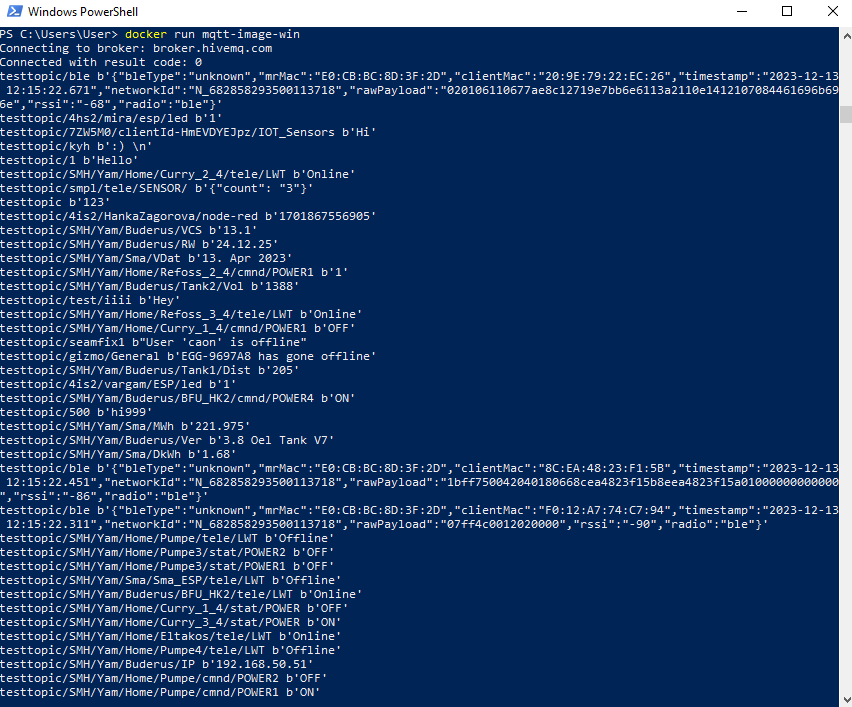 Windows PowerShell
PS C:\Users\User> docker run mqtt-image-win
Connecting to broker: broker.hivemq.com
Connected with result code: 0
testtopic/ble b'{"bleType":"unknown","mrMac":"E0:CB:BC:8D:3F:2D","clientMac":"20:9E:79:22:EC:26","timestamp":"2023-12-13
 12:15:22.671","networkId":"N_682858293500113718","rawPayload":"020106110677ae8c12719e7bb6e6113a2110e1412107084461696b69
6e","rssi":"-68","radio":"ble"}'
testtopic/4hs2/mira/esp/led b'1'
testtopic/7ZW5M0/clientId-HmEVDYEJpz/IOT_Sensors b'Hi'
testtopic/kyh b':) \n'
testtopic/1 b'Hello'
testtopic/SMH/Yam/Home/Curry_2_4/tele/LWT b'Online'
testtopic/smpl/tele/SENSOR/ b'{"count": "3"}'
testtopic b'123'
testtopic/4is2/HankaZagorova/node-red b'1701867556905'
testtopic/SMH/Yam/Buderus/VCS b'13.1'
testtopic/SMH/Yam/Buderus/RW b'24.12.25'
testtopic/SMH/Yam/Sma/VDat b'13. Apr 2023'
testtopic/SMH/Yam/Home/Refoss_2_4/cmnd/POWER1 b'1'
testtopic/SMH/Yam/Buderus/Tank2/Vol b'1388'
testtopic/test/iiii b'Hey'
testtopic/SMH/Yam/Home/Refoss_3_4/tele/LWT b'Online'
testtopic/SMH/Yam/Home/Curry_1_4/cmnd/POWER1 b'OFF'
testtopic/seamfix1 b"User 'caon' is offline"
testtopic/gizmo/General b'EGG-9697A8 has gone offline'
testtopic/SMH/Yam/Buderus/Tank1/Dist b'205'
testtopic/4is2/vargam/ESP/led b'1'
testtopic/SMH/Yam/Buderus/BFU_HK2/cmnd/POWER4 b'ON'
testtopic/500 b'hi999'
testtopic/SMH/Yam/Sma/MWh b'221.975'
testtopic/SMH/Yam/Buderus/Ver b'3.8 Oel Tank V7'
testtopic/SMH/Yam/Sma/DkWh b'1.68'
testtopic/ble b'{"bleType":"unknown","mrMac":"E0:CB:BC:8D:3F:2D","clientMac":"8C:EA:48:23:F1:5B","timestamp":"2023-12-13
 12:15:22.451","networkId":"N_682858293500113718","rawPayload":"1bff750042040180668cea4823f15b8eea4823f15a01000000000000
","rssi":"-86","radio":"ble"}'
testtopic/ble b'{"bleType":"unknown","mrMac":"E0:CB:BC:8D:3F:2D","clientMac":"F0:12:A7:74:C7:94","timestamp":"2023-12-13
 12:15:22.311","networkId":"N_682858293500113718","rawPayload":"07ff4c0012020000","rssi":"-90","radio":"ble"}'
testtopic/SMH/Yam/Home/Pumpe/tele/LWT b'Offline'
testtopic/SMH/Yam/Home/Pumpe3/stat/POWER2 b'OFF'
testtopic/SMH/Yam/Home/Pumpe3/stat/POWER1 b'OFF'
testtopic/SMH/Yam/Sma/Sma_ESP/tele/LWT b'Offline'
testtopic/SMH/Yam/Buderus/BFU_HK2/tele/LWT b'Online'
testtopic/SMH/Yam/Home/Curry_1_4/stat/POWER b'OFF'
testtopic/SMH/Yam/Home/Curry_3_4/stat/POWER b'ON'
testtopic/SMH/Yam/Home/Eltakos/tele/LWT b'Online'
testtopic/SMH/Yam/Home/Pumpe4/tele/LWT b'Offline'
testtopic/SMH/Yam/Buderus/IP b'192.168.50.51'
testtopic/SMH/Yam/Home/Pumpe/cmnd/POWER2 b'OFF'
testtopic/SMH/Yam/Home/Pumpe/cmnd/POWER1 b'ON'